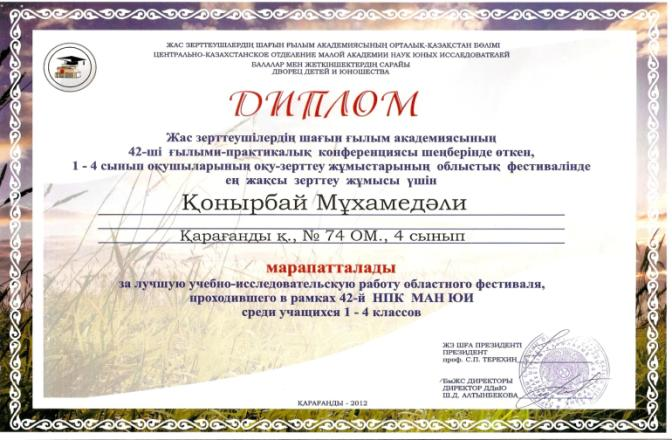 ЖАС ЗЕРТТЕУШІЛЕРДІҢ ШАҒЫН ҒЫЛЫМ АКАДЕМИЯСЫНЫҢ ОРТАЛЫҚ-ҚАЗАҚСТАН БӨЛІМІ
ЦЕНТРАЛЬНО-КАЗАХСТАНСКОЕ ОТДЕЛЕНИЕ МАЛОЙ АКАДЕМИИ НАУК ЮНЫХ ИССЛЕДОВАТЕЛЕЙ
БАЛАЛАР МЕН ЖЕТКІНШЕКТЕРДІҢ САРАЙЫ
ДВОРЕЦ ДЕТЕЙ И ЮНОШЕСТВА
ДИПЛОМ
Жас зерттеушілердің шағын ғылым академиясының
42-ші ғылыми-практикалық конференциясы шеңберінде өткен,
1 - 4 сынып оқушыларының оқу-зерттеу жұмыстарының облыстық фестивалінде
ең жақсы зерттеу жұмысы үшін
Қонырбай Мұхамедәли
Қарағанды қ., № 74 ОМ., 4 сынып
марапатталады
за лучшую учебно-исследовательскую работу областного фестиваля,
проходившего в рамках 42-й НПК МАН ЮИ
среди учащихся 1 - 4 классов
ЖЗ ШҒА ПРЕЗИДЕНТІ
ПРЕЗИДЕНТ
проф. С.П. ТЕРЕХИН
БмЖС ДИРЕКТОРЫ
ДИРЕКТОР ДДиЮ
Ш.Д. АЛТЫНБЕКОВА
ҚАРАҒАНДЫ - 2012